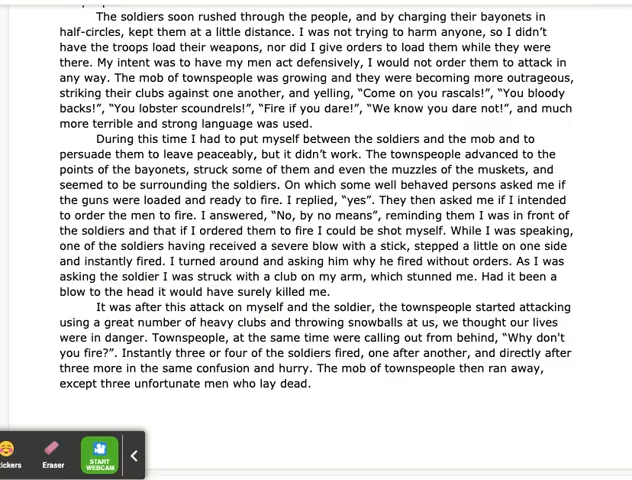 The soldiers soon rushed through the people, and by charging their bayonets in
half-circles, kept them at a little distance. I was not trying to harm anyone, so I didn’t
have the troops load their weapons, nor did I give orders to load them while they were
there. My intent was to have my men act defensively, I would not order them to attack in
any way. The mob of townspeople was growing and they were becoming more outrageous,
striking their clubs against one another, and yelling, “Come on you rascals!”, “You bloody
backs!”, “You lobster scoundrels!”, “Fire if you dare!”, “We know you dare not!”, and much
more terrible and strong language was used.
During this time I had to put myself between the soldiers and the mob and to
persuade them to leave peaceably, but it didn’t work. The townspeople advanced to the
points of the bayonets, struck some of them and even the muzzles of the muskets, and
seemed to be surrounding the soldiers. On which some well behaved persons asked me if
the guns were loaded and ready to fire. I replied, “yes”. They then asked me if I intended
to order the men to fire. I answered, “No, by no means”, reminding them I was in front of
the soldiers and that if I ordered them to fire I could be shot myself. While I was speaking,
one of the soldiers having received a severe blow with a stick, stepped a little on one side
and instantly fired. I turned around and asking him why he fired without orders. As I was
asking the soldier I was struck with a club on my arm, which stunned me. Had it been a
blow to the head it would have surely killed me.
It was after this attack on myself and the soldier, the townspeople started attacking
using a great number of heavy clubs and throwing snowballs at us, we thought our lives
were in danger. Townspeople, at the same time were calling out from behind, “Why don't
you fire?”. Instantly three or four of the soldiers fired, one after another, and directly after
three more in the same confusion and hurry. The mob of townspeople then ran away,
except three unfortunate men who lay dead.
tickers
Eraser
START
WEBCAM